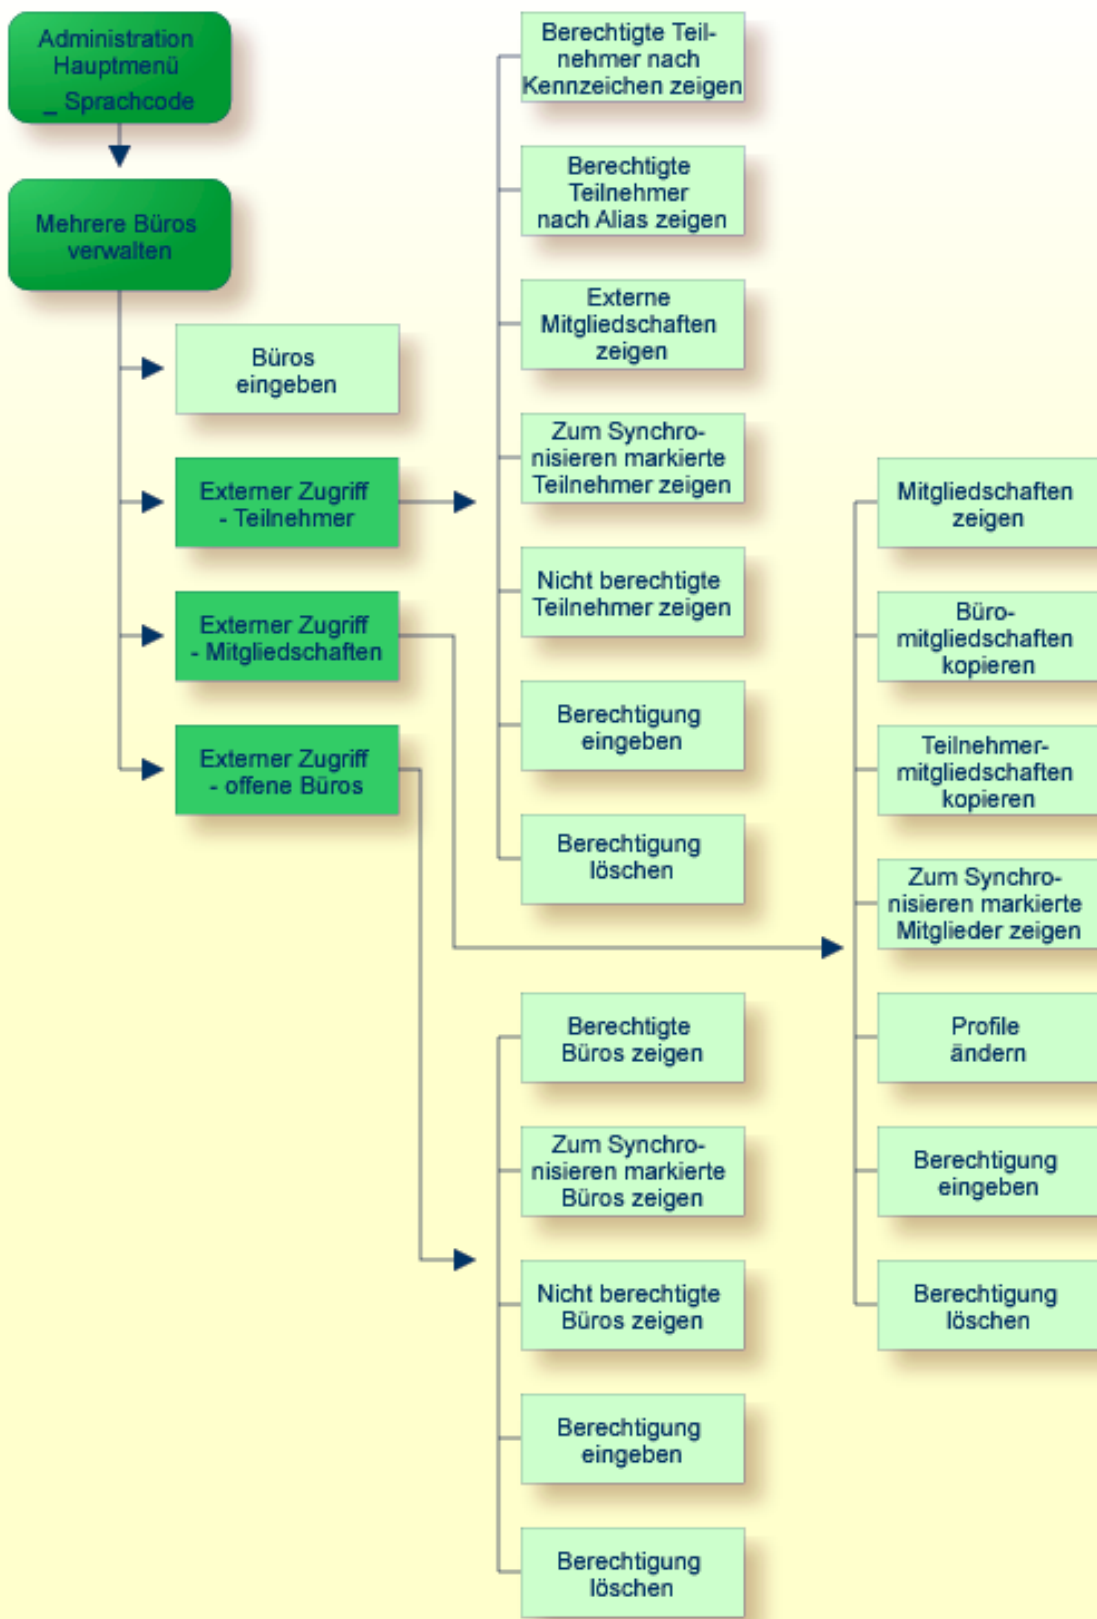 Administration
Hauptmenü
_ Sprachcode
Mehrere Büros
verwalten
Büros
eingeben
Externer Zugriff
- Teilnehmer
Externer Zugriff
- Mitgliedschaften
Externer Zugriff
- offene Büros
Berechtigte Teil-
nehmer nach
Kennzeichen zeigen
Berechtigte
Teilnehmer
nach Alias zeigen
Externe
Mitgliedschaften
zeigen
Zum Synchro-
nisieren markierte
Teilnehmer zeigen
Nicht berechtigte
Teilnehmer zeigen
Berechtigung
eingeben
Berechtigung
löschen
Mitgliedschaften
zeigen
Büro-
mitgliedschaften
kopieren
Teilnehmer-
mitgliedschaften
kopieren
Zum Synchro-
nisieren markierte
Mitglieder zeigen
Profile
ändern
Berechtigung
eingeben
Berechtigung
löschen
Berechtigte
Büros zeigen
Zum Synchro-
nisieren markierte
Büros zeigen
Nicht berechtigte
Büros zeigen
Berechtigung
eingeben
Berechtigung
löschen